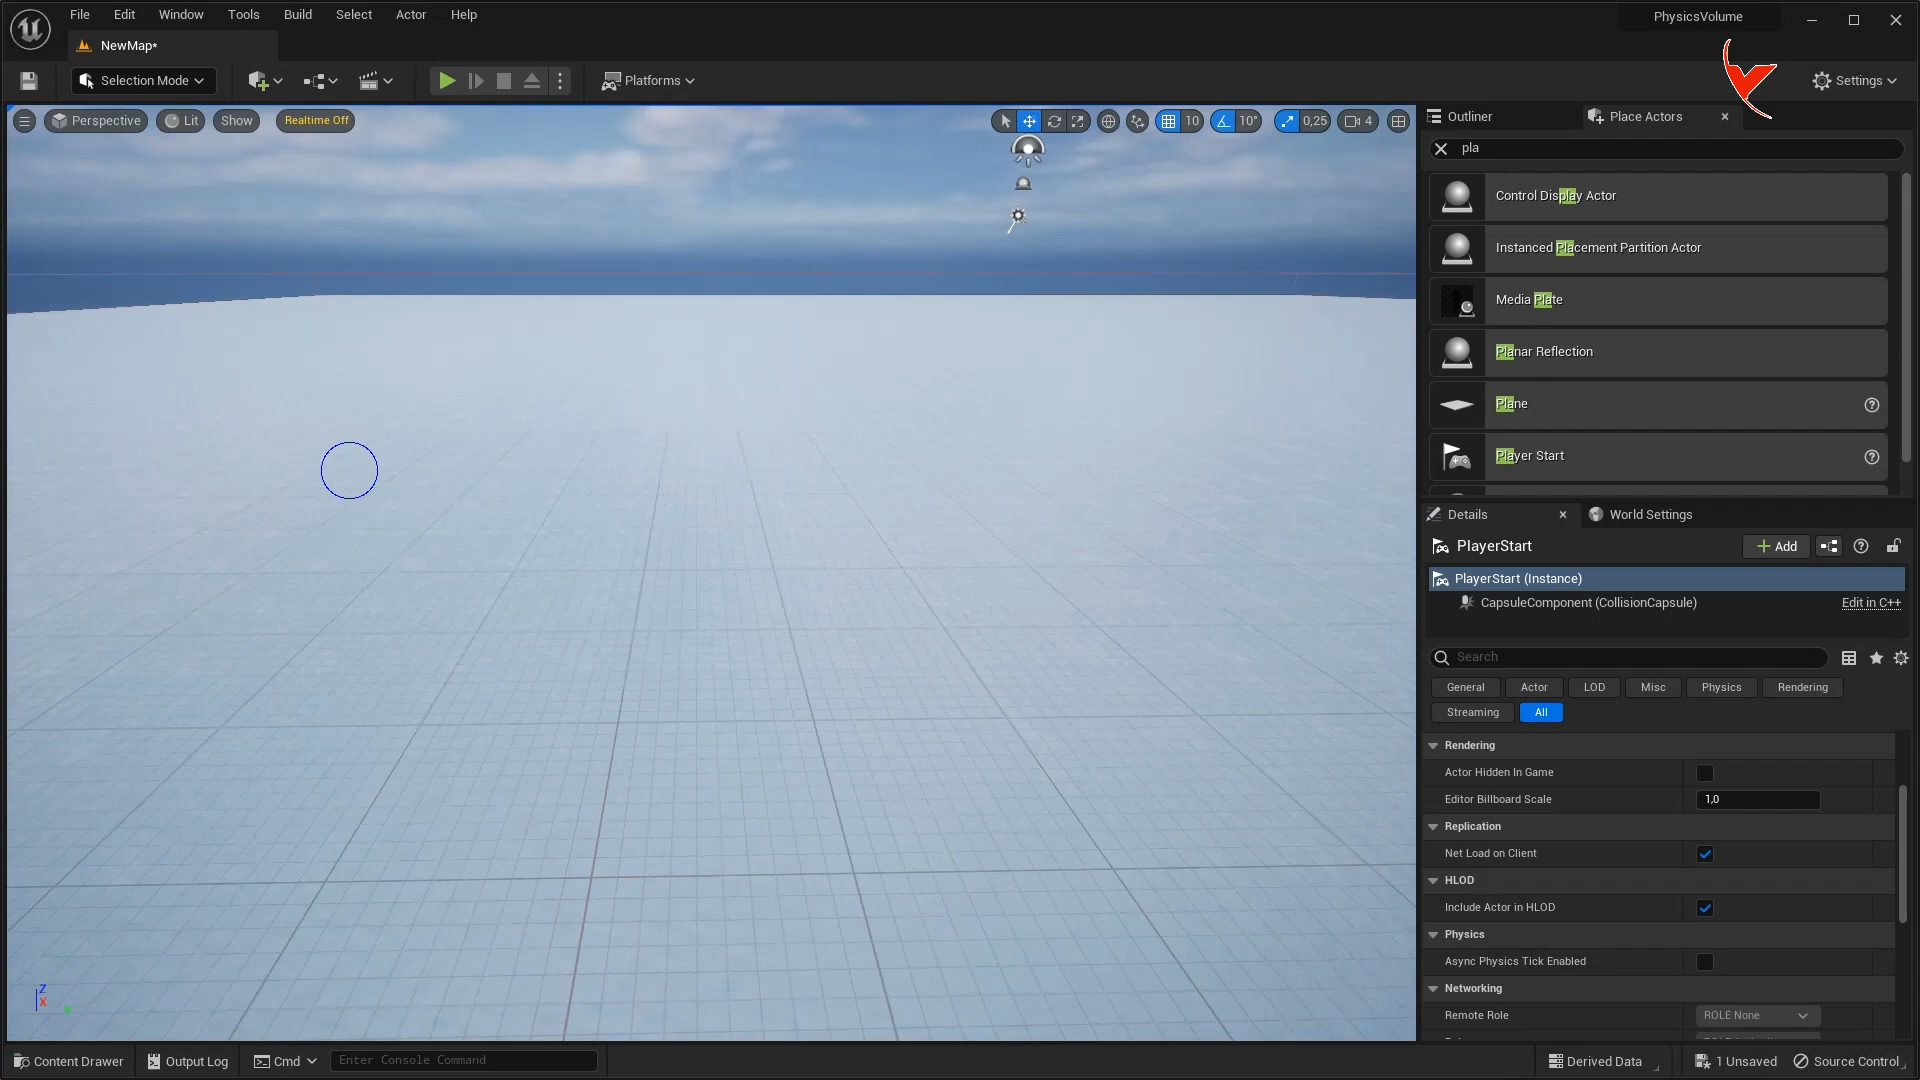 File Edit Window Tools Build Select Actor Help
PhysicsVolume
NewMap*
Selection Mode
Platforms
Settings
Perspective Lit Show Realtime Off
10 10° 0,25 4
Outliner
Place Actors
pla
Control Display Actor
Instanced Placement Partition Actor
Media Plate
Planar Reflection
Plane
Player Start
Details
World Settings
PlayerStart
Add
PlayerStart (Instance)
CapsuleComponent (CollisionCapsule)
Edit in C++
Search
General Actor LOD Misc Physics Rendering
Streaming All
Rendering
Actor Hidden In Game
Editor Billboard Scale 1,0
Replication
Net Load on Client
HLOD
Include Actor in HLOD
Physics
Async Physics Tick Enabled
Networking
Remote Role ROLE None
Z
X
Y
Content Drawer
Output Log
Cmd
Enter Console Command
Derived Data
1 Unsaved
Source Control